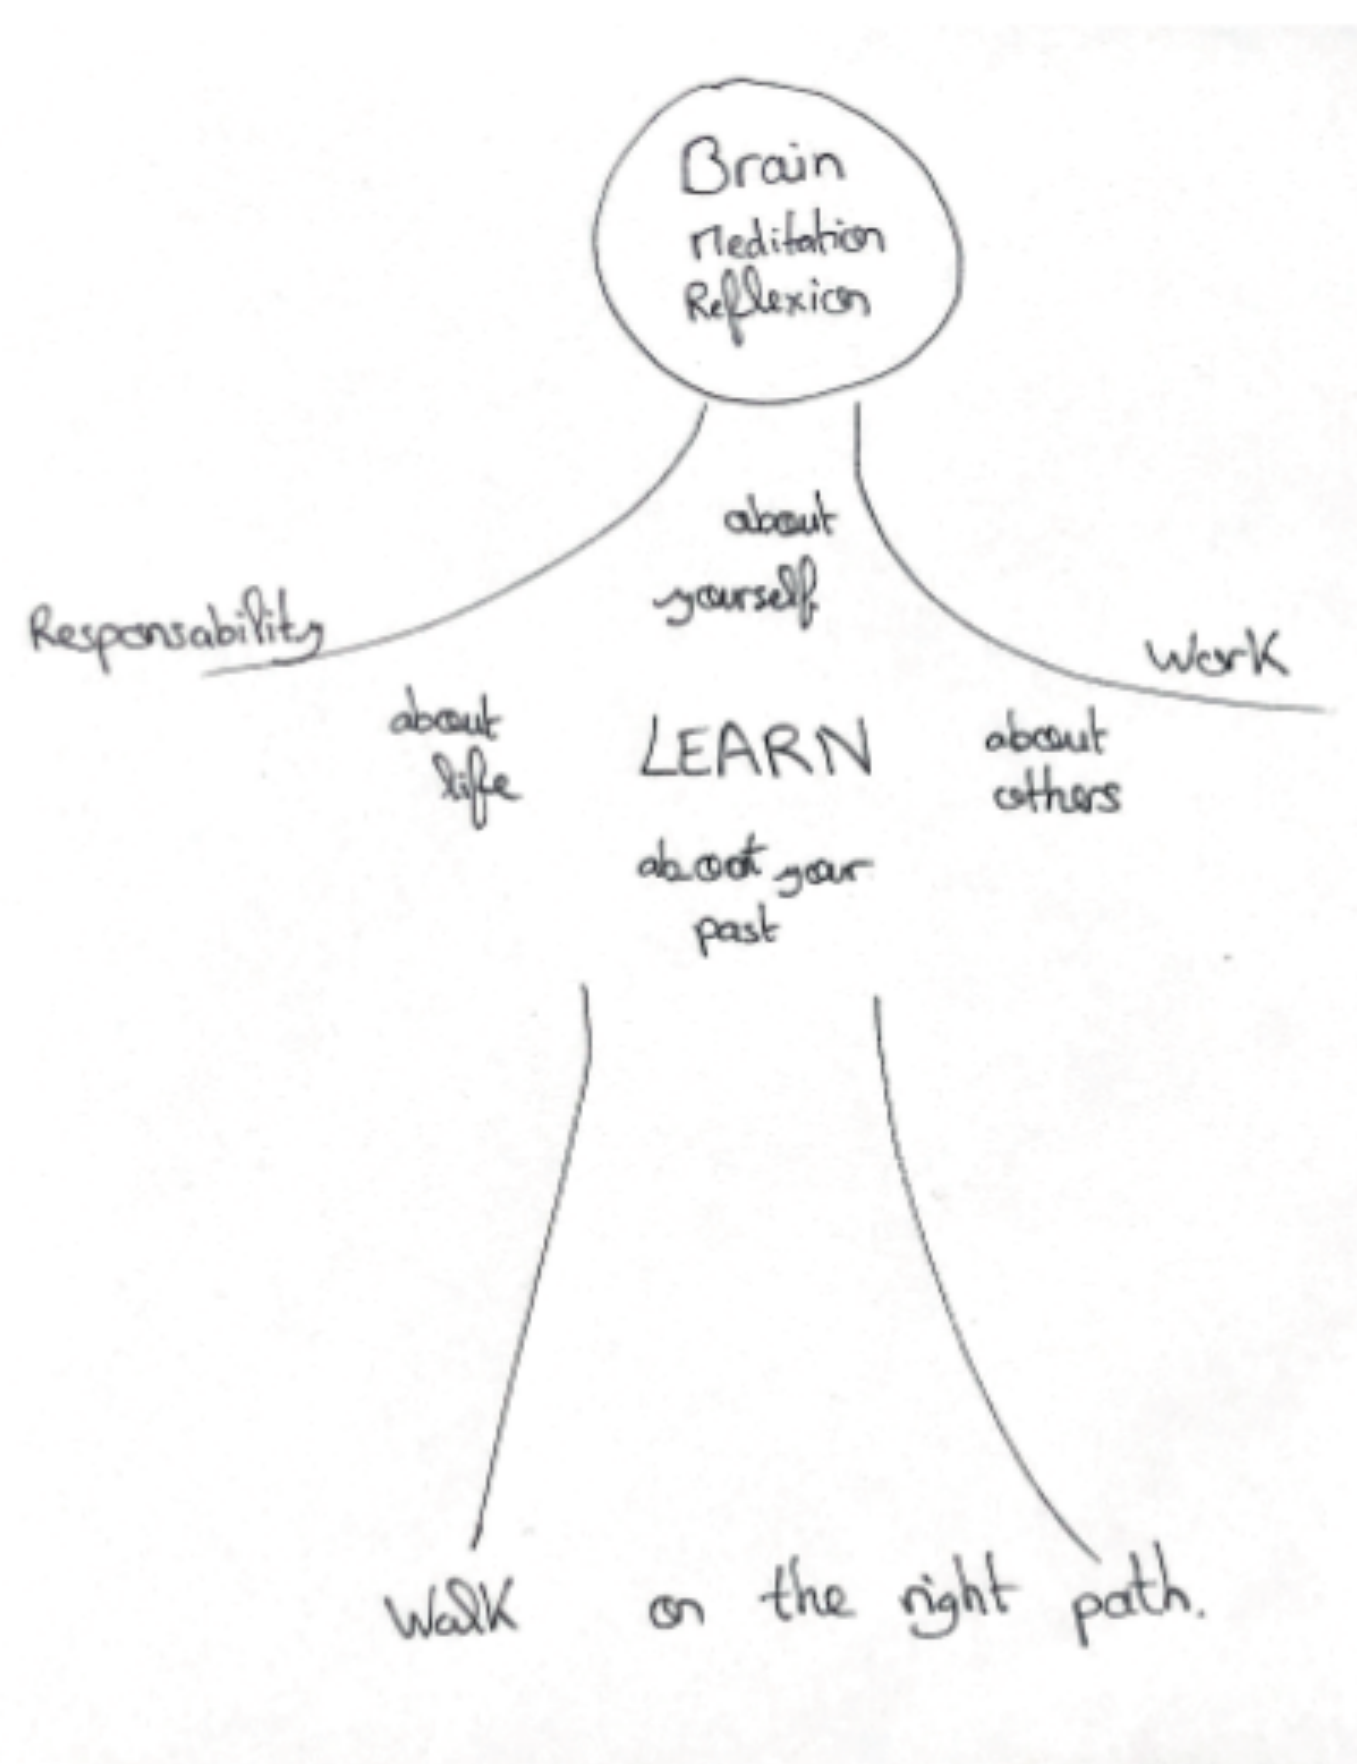 Brain
Meditation
Reflexion
about
yourself
Responsability
Work
about
life
LEARN
about
others
about your
past
Walk on the right path.